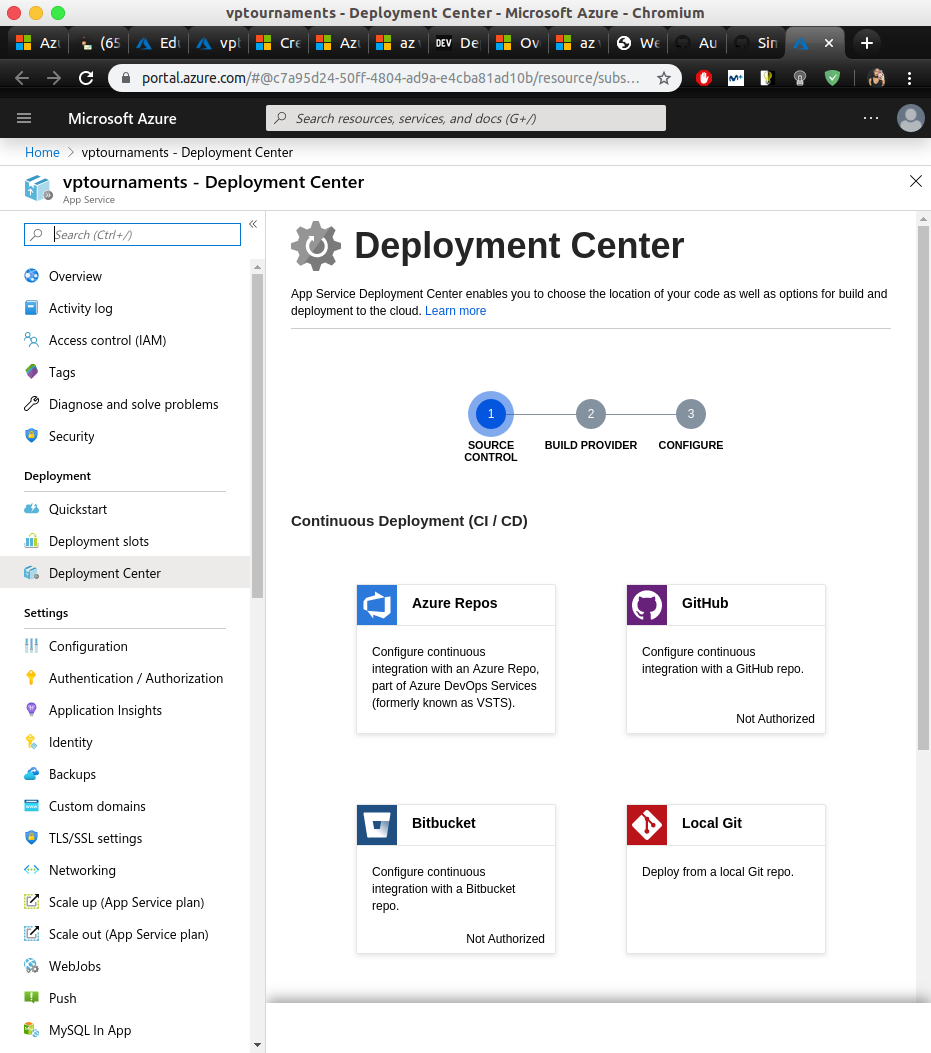 vptournaments - Deployment Center - Microsoft Azure - Chromium
Az
(65
Edu
vpt
Cre
Az
az
DEV De
Ov
az
We
Au
Sin
portal.azure.com/#@c7a95d24-50ff-4804-ad9a-e4cba81ad10b/resource/subs...
Microsoft Azure
Search resources, services, and docs (G+/)
Home > vptournaments - Deployment Center
vptournaments - Deployment Center
App Service
Search (Ctrl+/)
Overview
Activity log
Access control (IAM)
Tags
Diagnose and solve problems
Security
Deployment
Quickstart
Deployment slots
Deployment Center
Settings
Configuration
Authentication / Authorization
Application Insights
Identity
Backups
Custom domains
TLS/SSL settings
Networking
Scale up (App Service plan)
Scale out (App Service plan)
WebJobs
Push
MySQL In App
Deployment Center
App Service Deployment Center enables you to choose the location of your code as well as options for build and
deployment to the cloud. Learn more
1
2
3
SOURCE
CONTROL
BUILD PROVIDER
CONFIGURE
Continuous Deployment (CI / CD)
Azure Repos
Configure continuous
integration with an Azure Repo,
part of Azure DevOps Services
(formerly known as VSTS).
GitHub
Configure continuous
integration with a GitHub repo.
Not Authorized
Bitbucket
Configure continuous
integration with a Bitbucket
repo.
Not Authorized
Local Git
Deploy from a local Git repo.